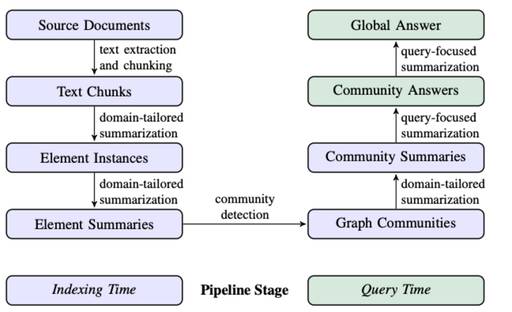 Source Documents
text extraction
and chunking
Text Chunks
domain-tailored
summarization
Element Instances
domain-tailored
summarization
Element Summaries
community
detection
Global Answer
query-focused
summarization
Community Answers
query-focused
summarization
Community Summaries
domain-tailored
summarization
Graph Communities
Indexing Time
Pipeline Stage
Query Time